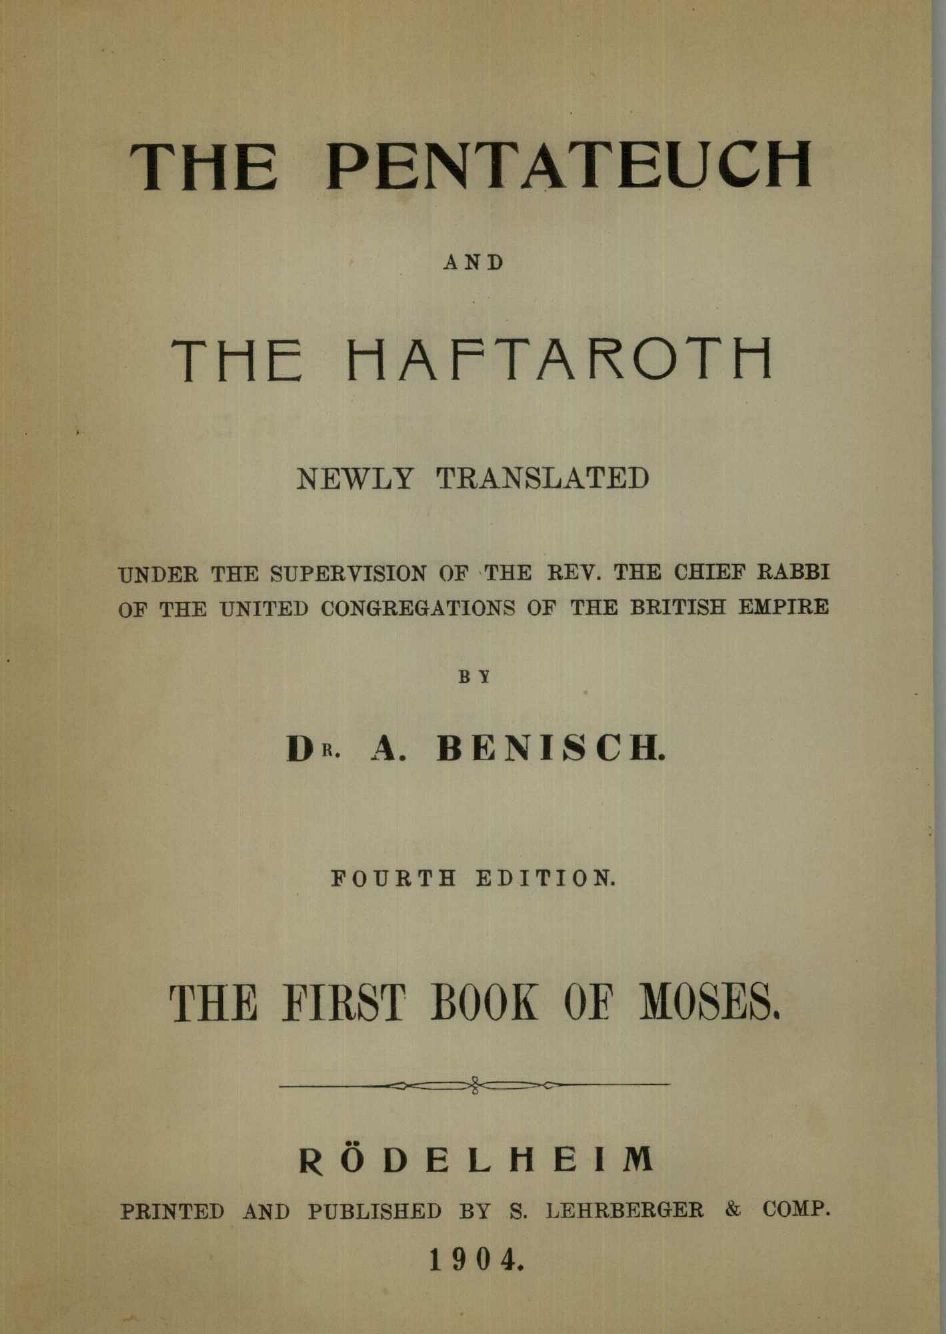 THE PENTATEUCH
AND
THE HAFTAROTH
NEWLY TRANSLATED
UNDER THE SUPERVISION OF THE REV. THE CHIEF RABBI
OF THE UNITED CONGREGATIONS OF THE BRITISH EMPIRE
BY
DR. A. BENISCH.
FOURTH EDITION.
THE FIRST BOOK OF MOSES.
RÖDELHEIM
PRINTED AND PUBLISHED BY S. LEHRBERGER & COMP.
1904.